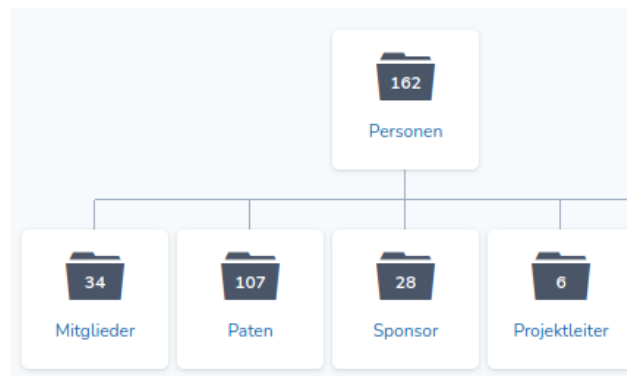 162
Personen
34
Mitglieder
107
Paten
28
Sponsor
6
Projektleiter